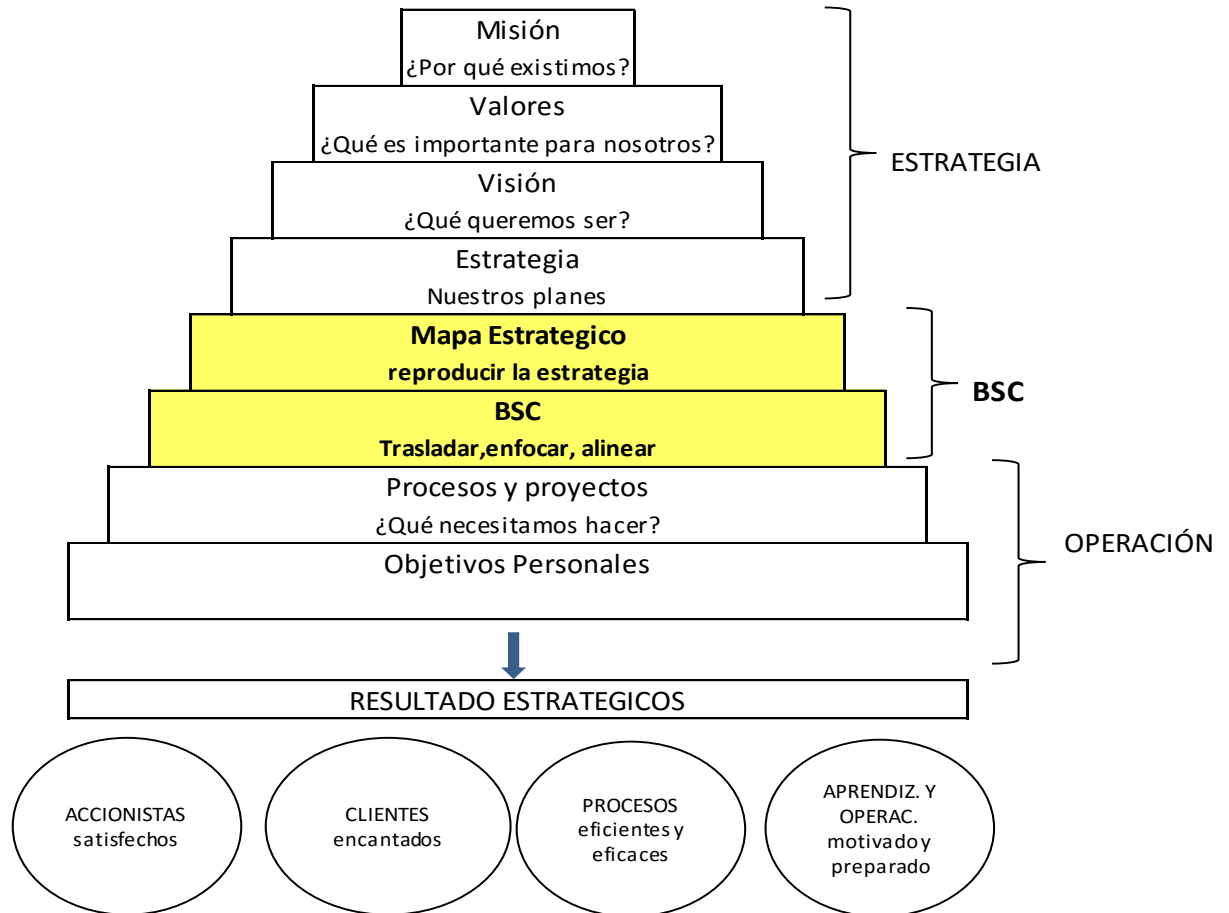 Misión
¿Por qué existimos?
Valores
¿Qué es importante para nosotros?
Visión
¿Qué queremos ser?
Estrategia
Nuestros planes
ESTRATEGIA
Mapa Estrategico
reproducir la estrategia
BSC
Trasladar,enfocar, alinear
BSC
Procesos y proyectos
¿Qué necesitamos hacer?
Objetivos Personales
OPERACIÓN
RESULTADO ESTRATEGICOS
ACCIONISTAS
satisfechos
CLIENTES
encantados
PROCESOS
eficientes y
eficaces
APRENDIZ. Y
OPERAC.
motivado y
preparado